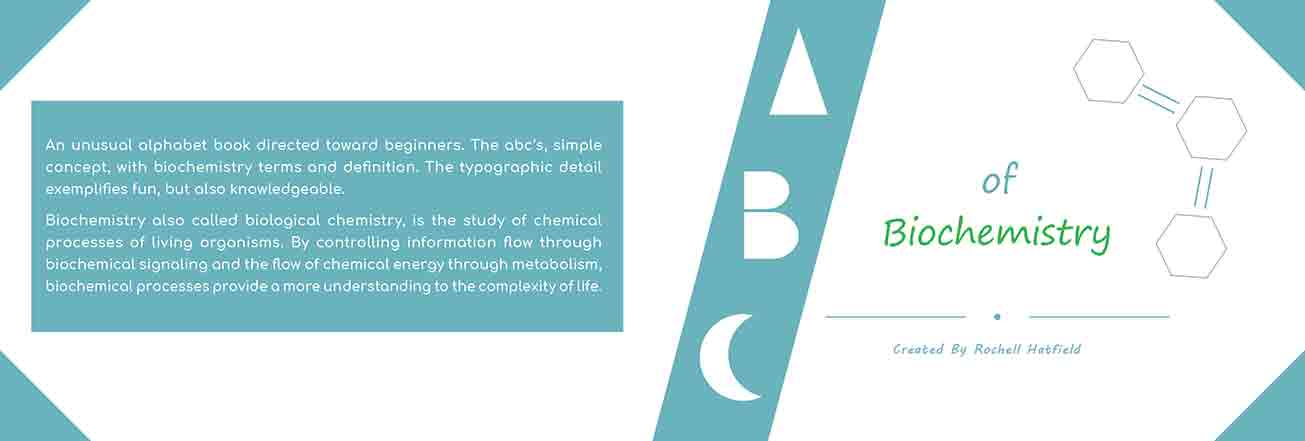 An unusual alphabet book directed toward beginners. The abc's, simple
concept, with biochemistry terms and definition. The typographic detail
exemplifies fun, but also knowledgeable.
Biochemistry also called biological chemistry, is the study of chemical
processes of living organisms. By controlling information flow through
biochemical signaling and the flow of chemical energy through metabolism,
biochemical processes provide a more understanding to the complexity of life.
A
B
C
of
Biochemistry
Created By Rochell Hatfield